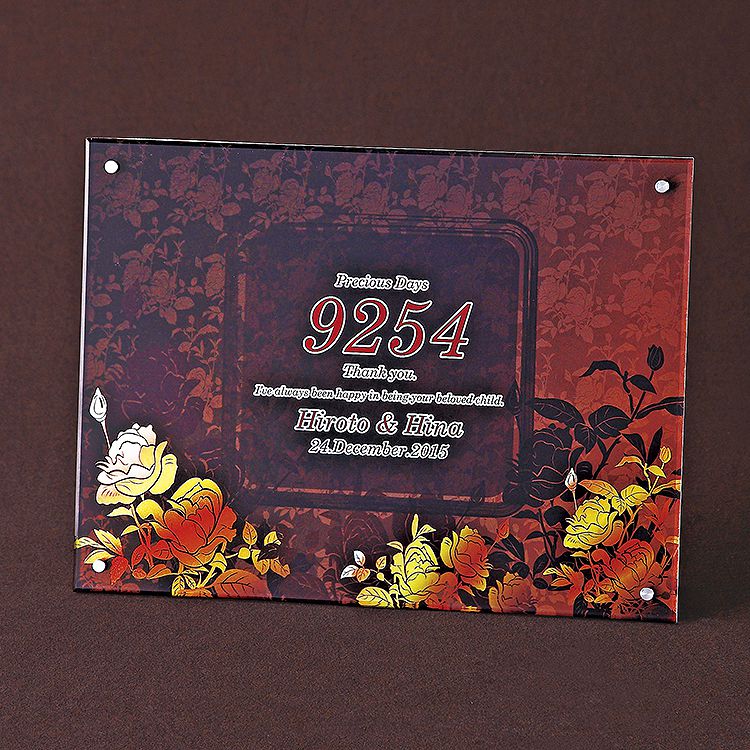 Precious Days
9254
Thank you.
I've always been happy in being your beloved child.
Hiroto & Hina
24.December.2015